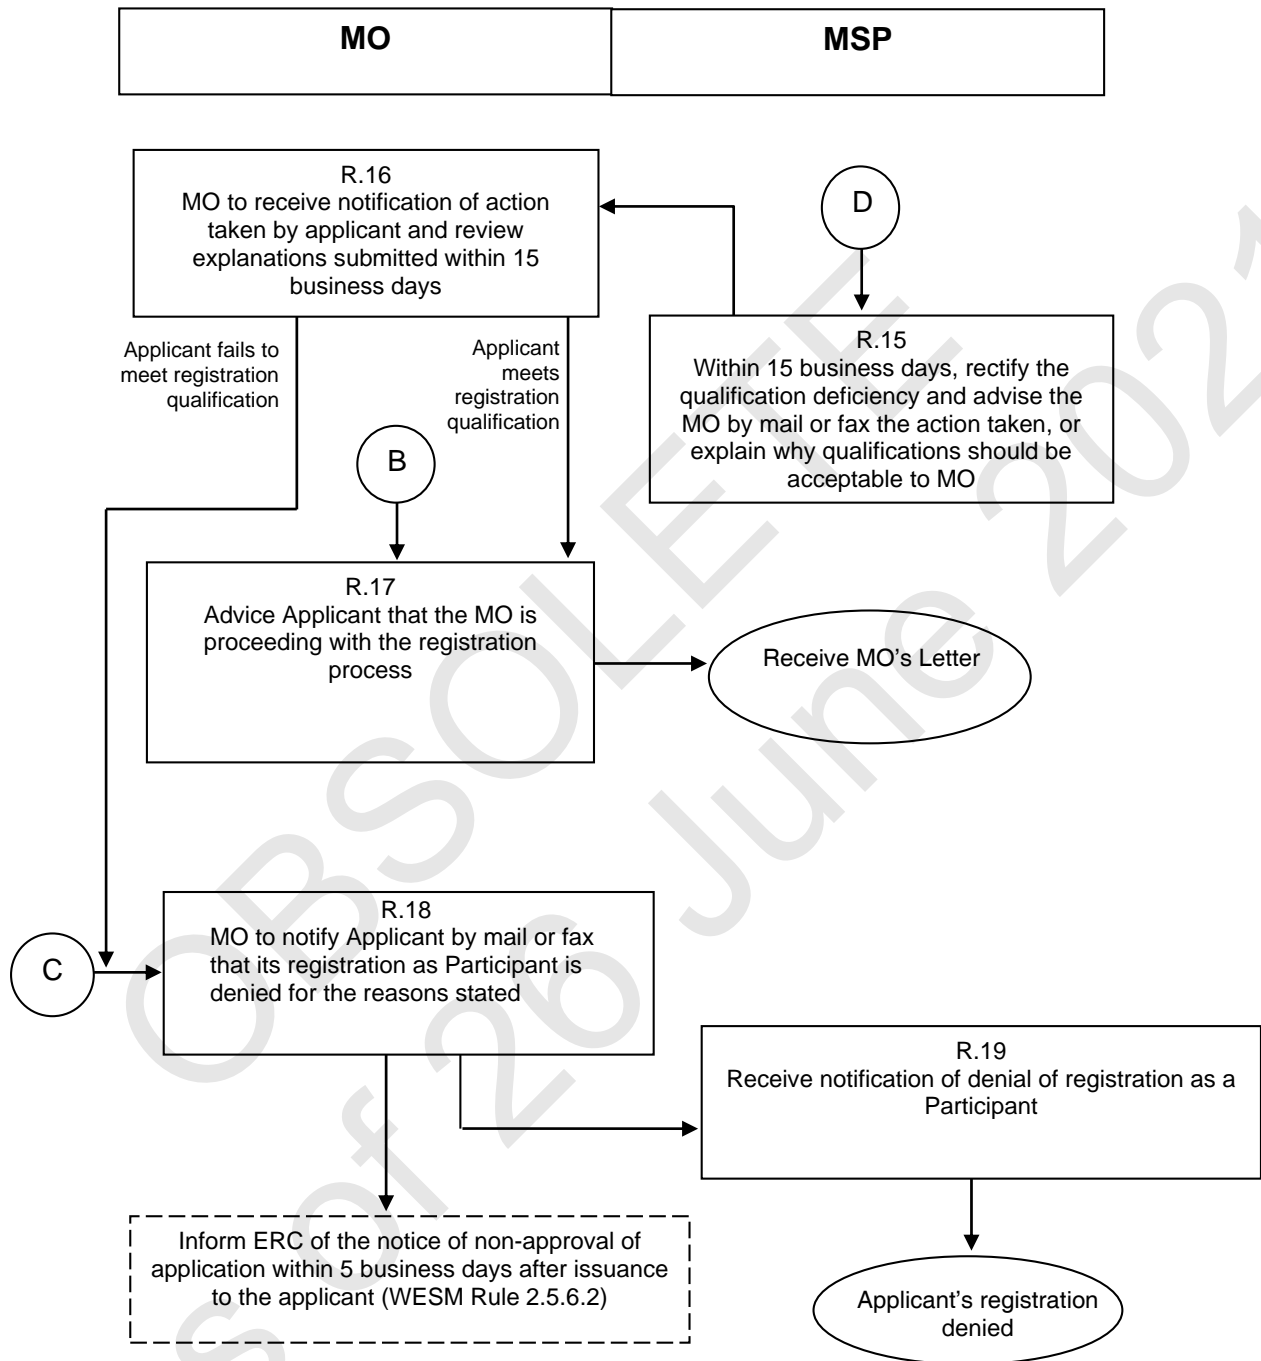 MO
MSP
R.16
MO to receive notification of action
taken by applicant and review
explanations submitted within 15
business days
D
Applicant fails to
meet registration
qualification
Applicant
meets
registration
qualification
R.15
Within 15 business days, rectify the
qualification deficiency and advise the
MO by mail or fax the action taken, or
explain why qualifications should be
acceptable to MO
B
R.17
Advice Applicant that the MO is
proceeding with the registration
process
Receive MO's Letter
R.18
MO to notify Applicant by mail or fax
that its registration as Participant is
denied for the reasons stated
C
R.19
Receive notification of denial of registration as a
Participant
Inform ERC of the notice of non-approval of
application within 5 business days after issuance
to the applicant (WESM Rule 2.5.6.2)
Applicant's registration
denied
OBSOLETE
s of 26 June 2021